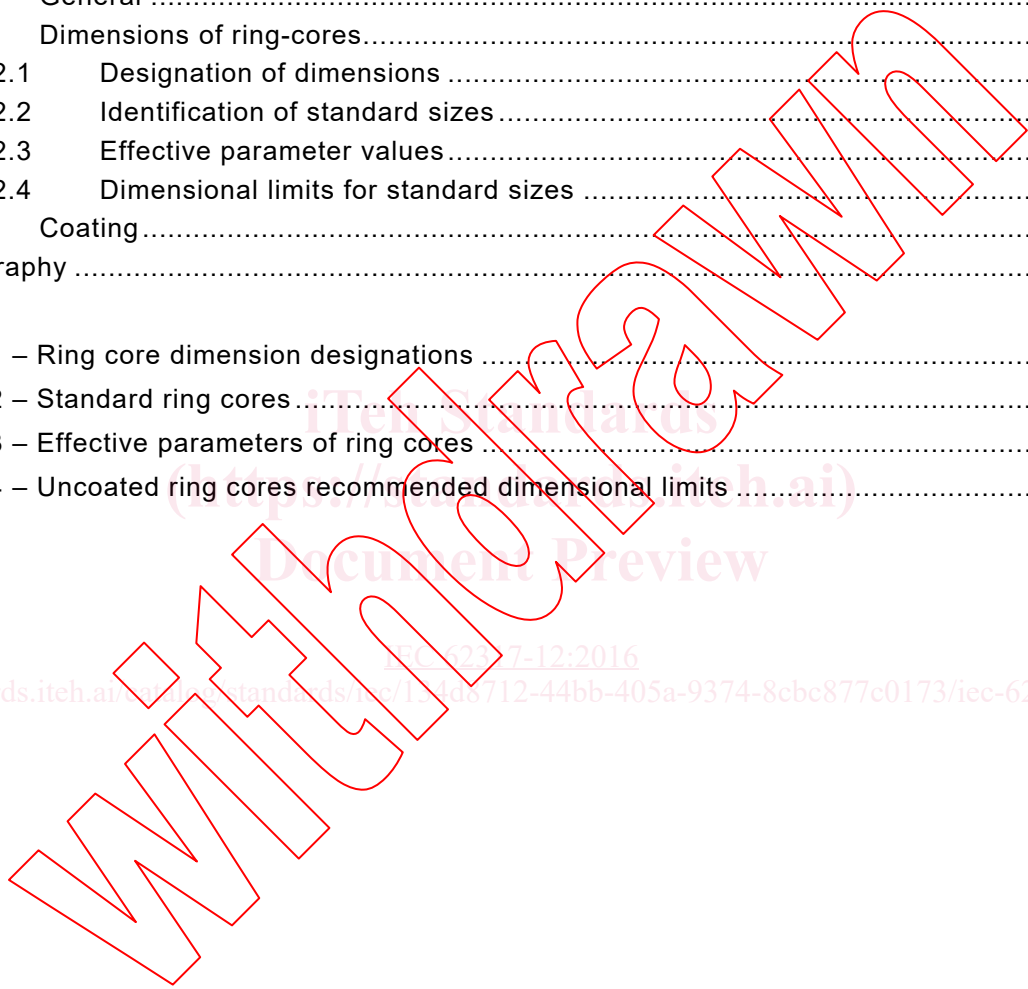 General ....................
Dimensions of ring-cores....................
2.1 Designation of dimensions ....................
2.2 Identification of standard sizes....................
2.3 Effective parameter values....................
2.4 Dimensional limits for standard sizes ....................
Coating....................
raphy ....................
– Ring core dimension designations ....................
2 – Standard ring cores....................
3 – Effective parameters of ring cores ....................
– Uncoated ring cores recommended dimensional limits ....................
iTeh Standards
(https://standards.iteh.ai)
Document Preview
IEC 62317-12:2016
ds.iteh.ai/catalog/standards/iec/134d8712-44bb-405a-9374-8cbc877c0173/iec-62
withdrawn